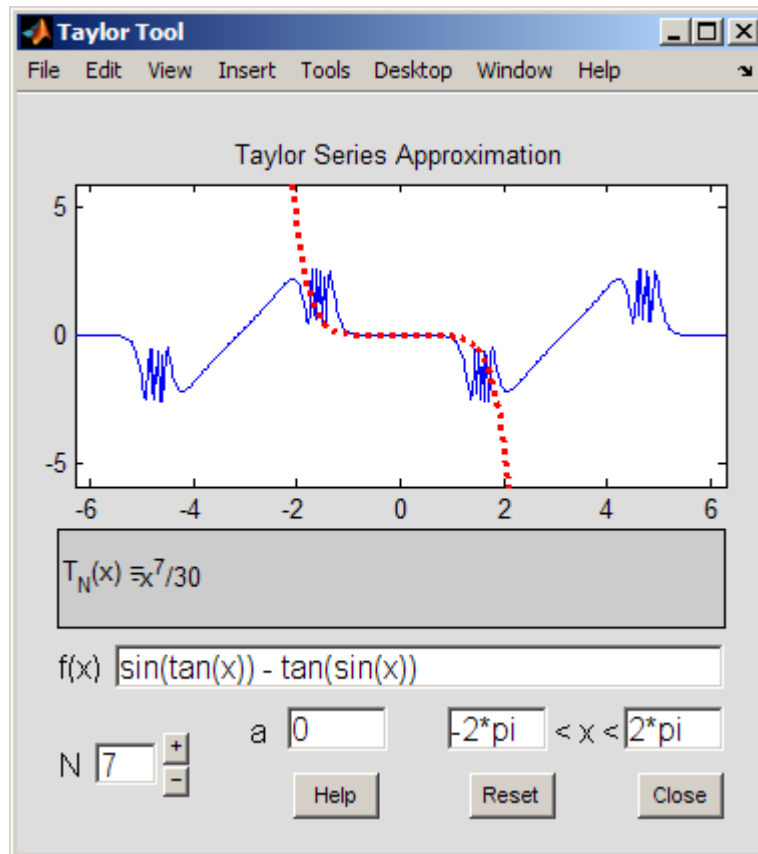 Taylor Tool
File Edit View Insert Tools Desktop Window Help
Taylor Series Approximation
5
0
-5
-6 -4 -2 0 2 4 6
T_N(x) = -x^7/30
f(x) sin(tan(x)) - tan(sin(x))
N 7 + − a 0 -2*pi < x < 2*pi
Help Reset Close